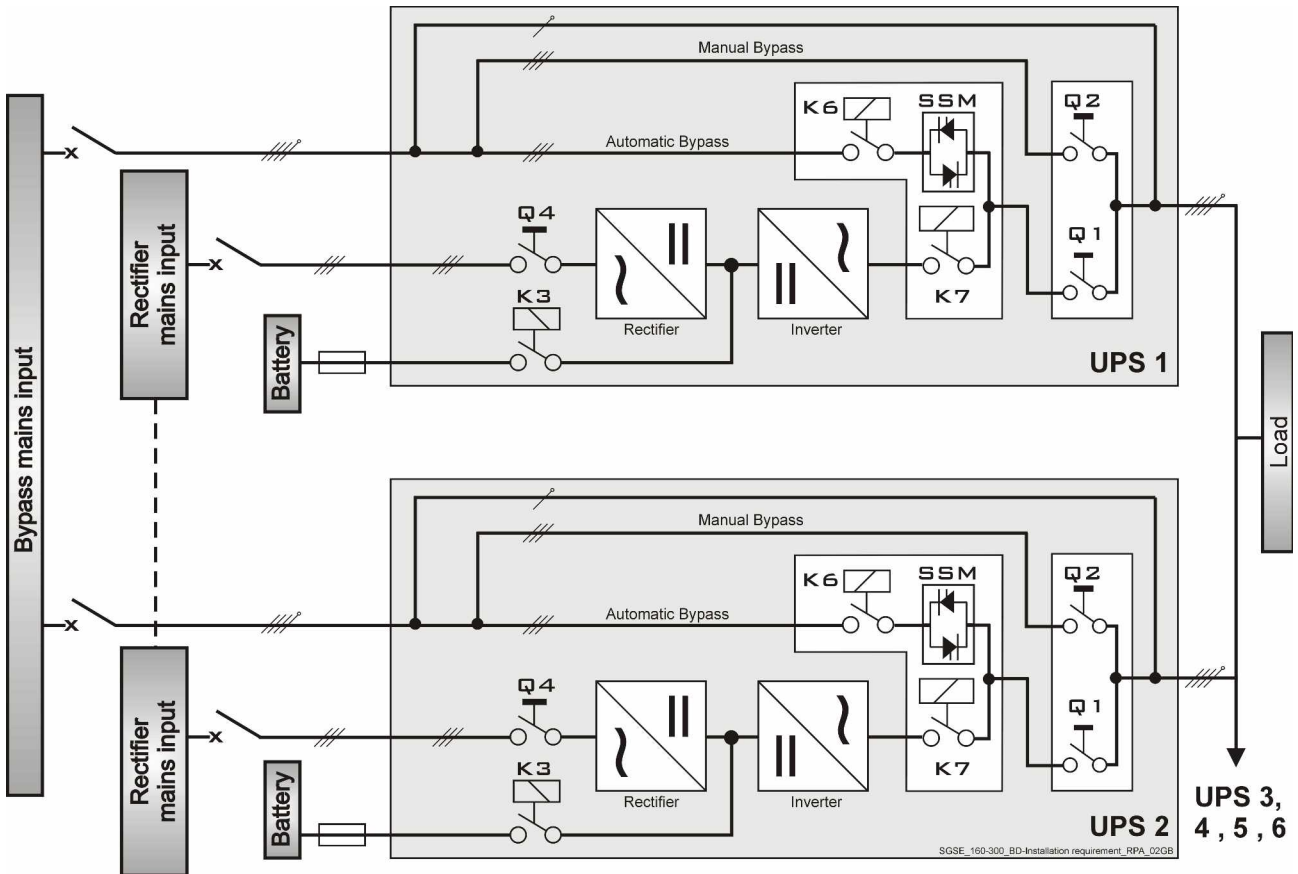 Manual Bypass
K6
SSM
Q2
Automatic Bypass
Q4
K7
Q1
K3
Rectifier
Inverter
UPS 1
Bypass mains input
Rectifier
mains input
Battery
Load
Manual Bypass
K6
SSM
Q2
Automatic Bypass
Q4
K7
Q1
K3
Rectifier
Inverter
UPS 2
SGSE_160-300_BD-Installation requirement_RPA_02GB
Rectifier
mains input
Battery
UPS 3,
4 , 5 , 6